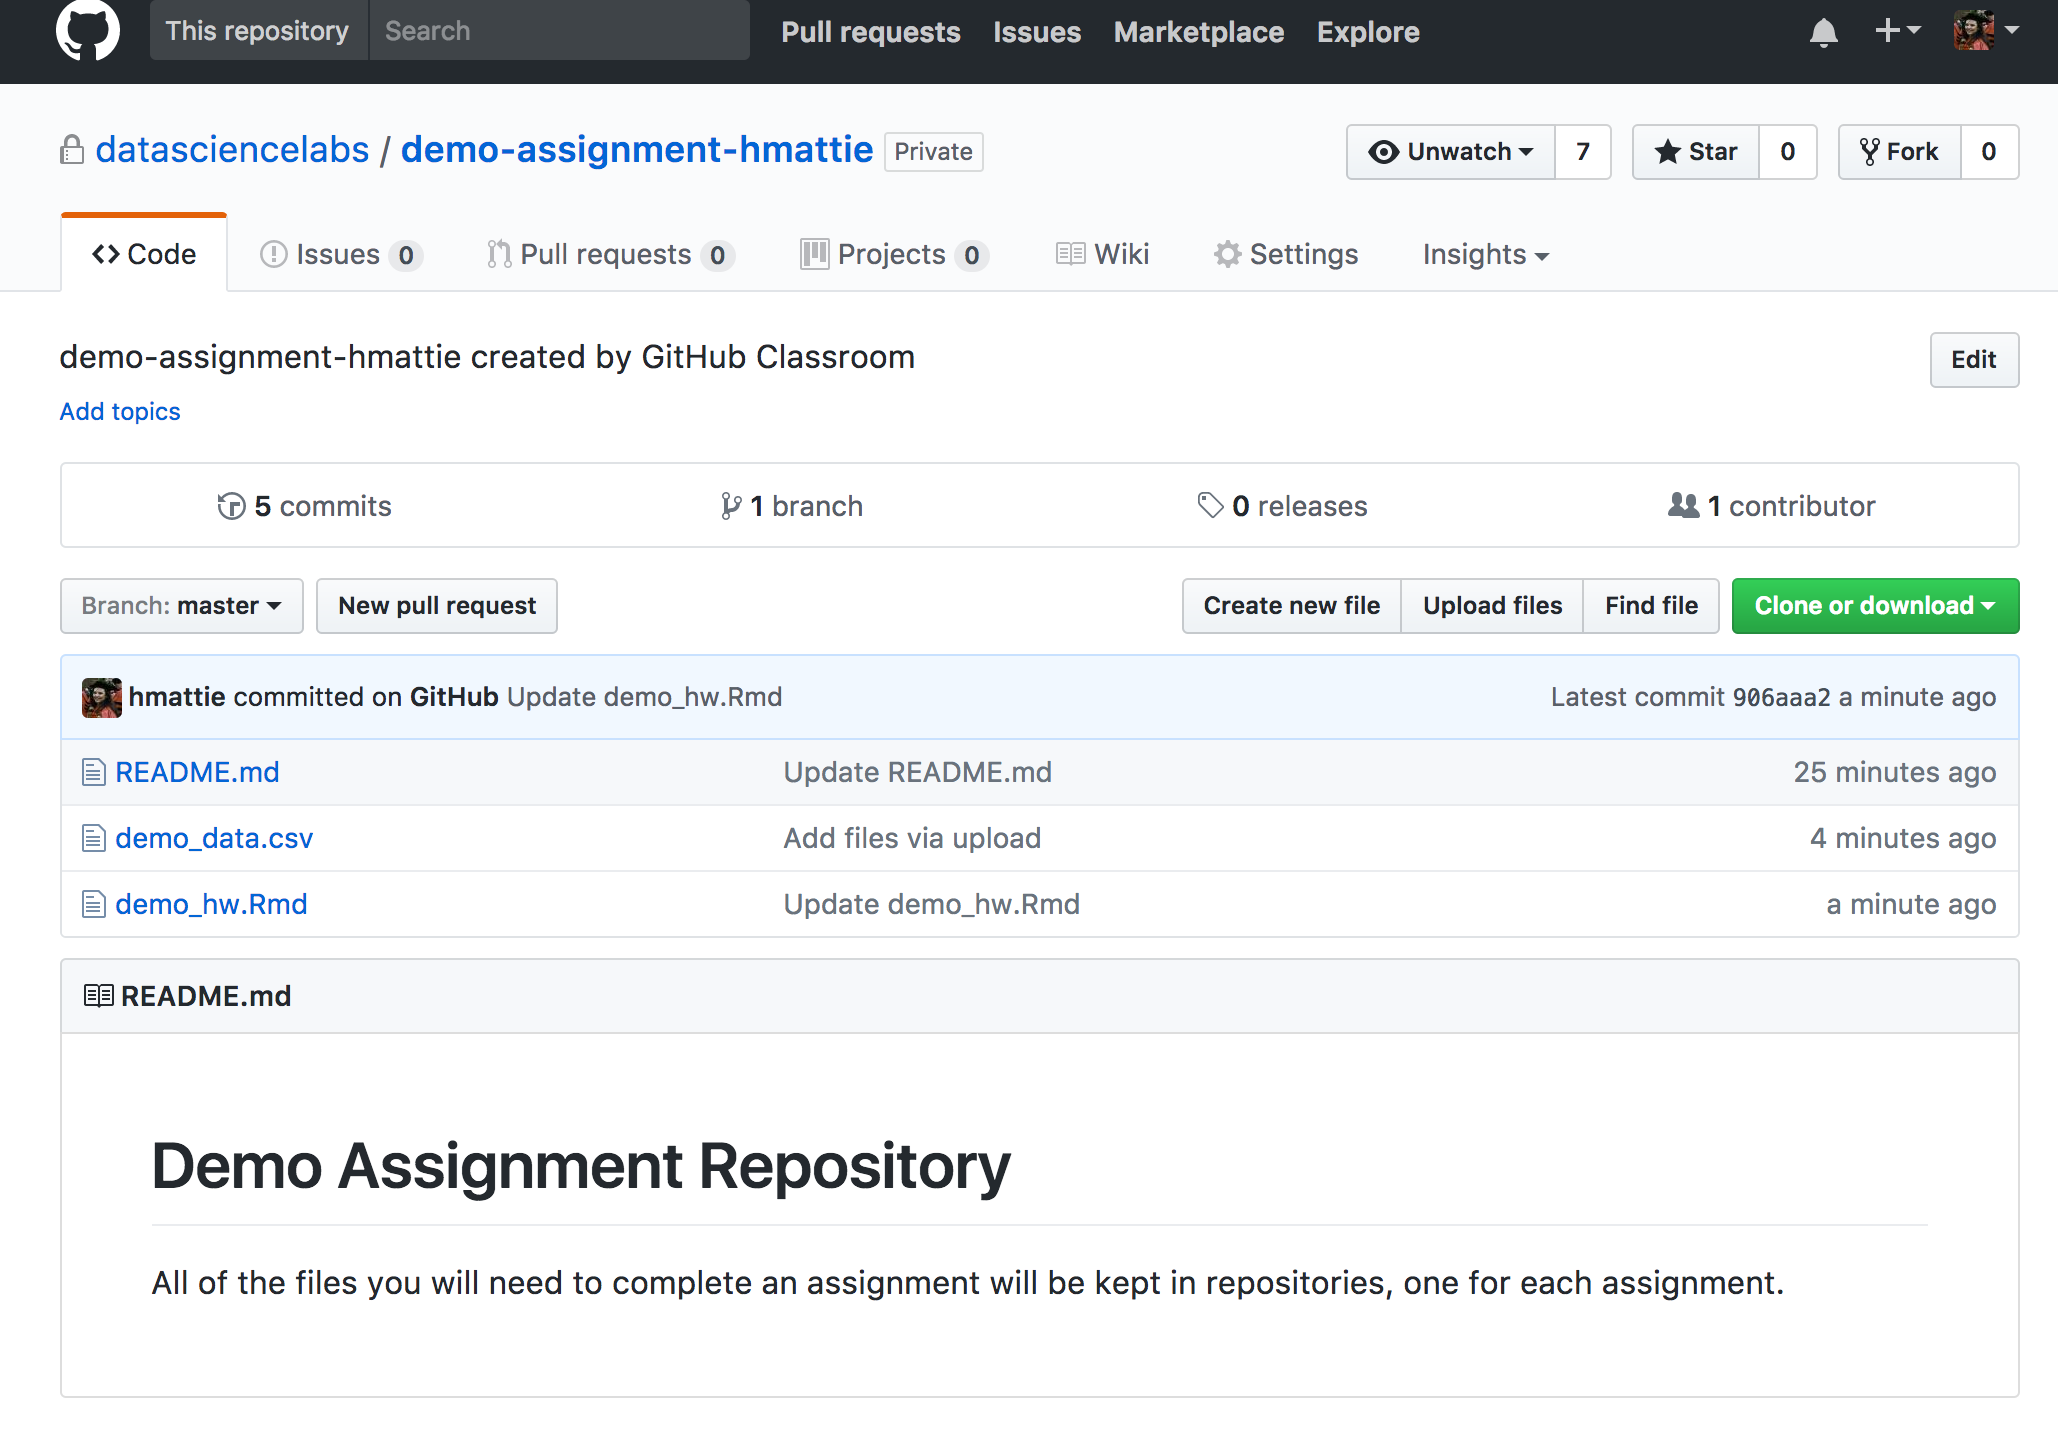 This repository Search Pull requests Issues Marketplace Explore
datasciencelabs / demo-assignment-hmattie Private Unwatch 7 Star 0 Fork 0
Code Issues 0 Pull requests 0 Projects 0 Wiki Settings Insights
demo-assignment-hmattie created by GitHub Classroom Edit
Add topics
5 commits 1 branch 0 releases 1 contributor
Branch: master New pull request Create new file Upload files Find file Clone or download
hmattie committed on GitHub Update demo_hw.Rmd Latest commit 906aaa2 a minute ago
README.md Update README.md 25 minutes ago
demo_data.csv Add files via upload 4 minutes ago
demo_hw.Rmd Update demo_hw.Rmd a minute ago
README.md
Demo Assignment Repository
All of the files you will need to complete an assignment will be kept in repositories, one for each assignment.